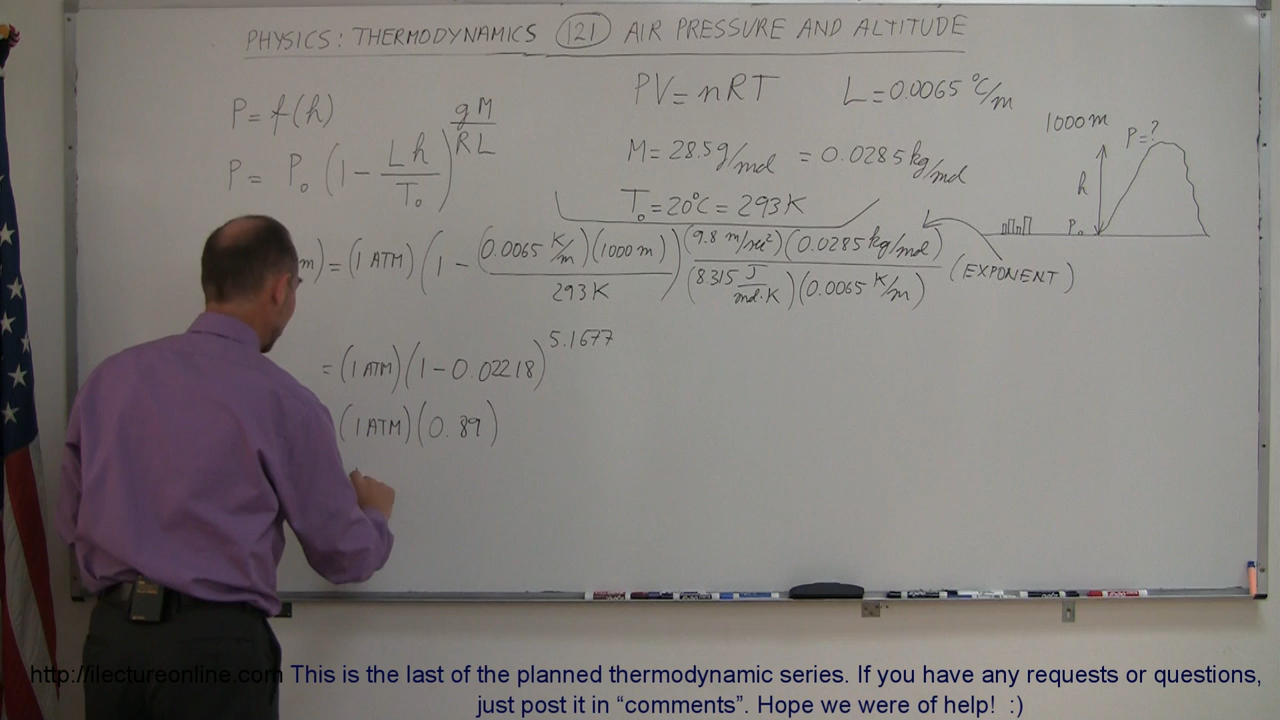 PHYSICS: THERMODYNAMICS 121 AIR PRESSURE AND ALTITUDE
P = f(h)
P = P₀ (1 - Lh/T₀)^(gM/RL)
PV = nRT
L = 0.0065 °C/m
M = 28.5 g/mol = 0.0285 kg/mol
T₀ = 20°C = 293 K
1000 m
P = ?
h
P₀
m) = (1 ATM) (1 - (0.0065 K/m)(1000 m)/293 K) (9.8 m/sec²)(0.0285 kg/mol)/(8.315 J/mol·K)(0.0065 K/m)
(EXPONENT)
= (1 ATM)(1 - 0.02218)^5.1677
(1 ATM)(0.89)
http://ilectureonline.com This is the last of the planned thermodynamic series. If you have any requests or questions,
just post it in “comments”. Hope we were of help! :)